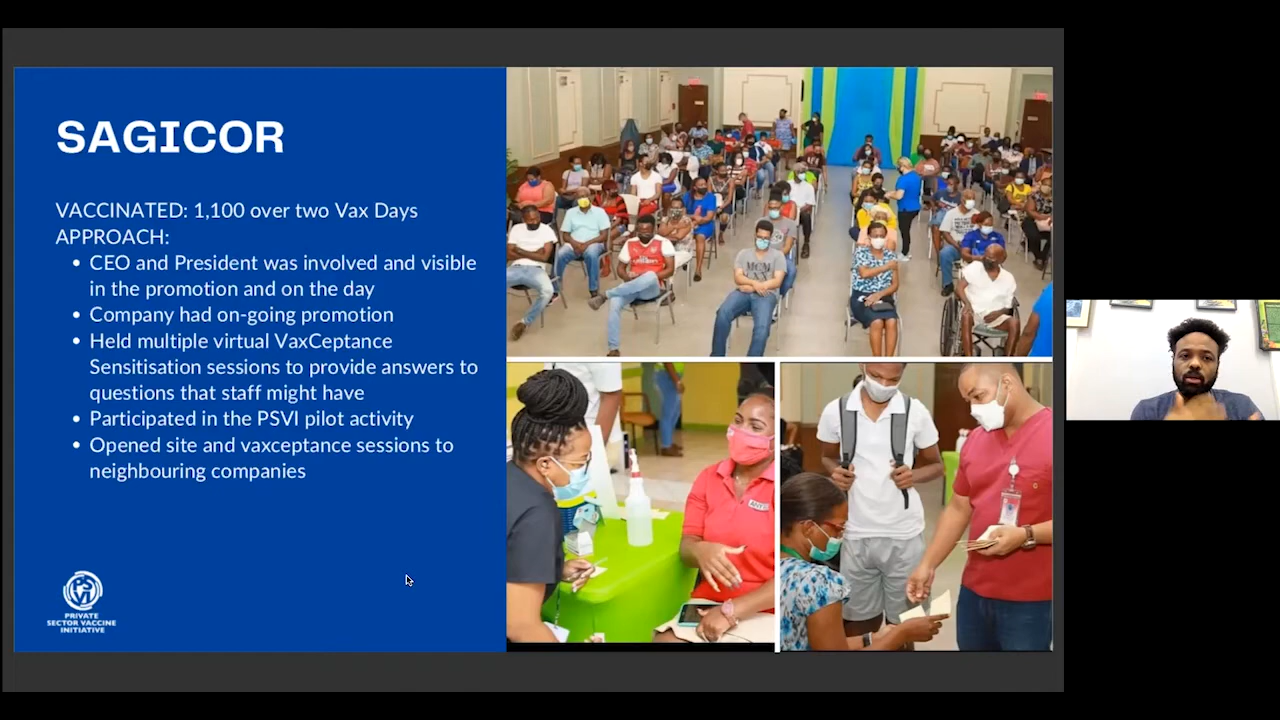 SAGICOR
VACCINATED: 1,100 over two Vax Days
APPROACH:
• CEO and President was involved and visible
in the promotion and on the day
• Company had on-going promotion
• Held multiple virtual VaxCeptance
Sensitisation sessions to provide answers to
questions that staff might have
• Participated in the PSVI pilot activity
• Opened site and vaxceptance sessions to
neighbouring companies
PRIVATE
SECTOR VACCINE
INITIATIVE